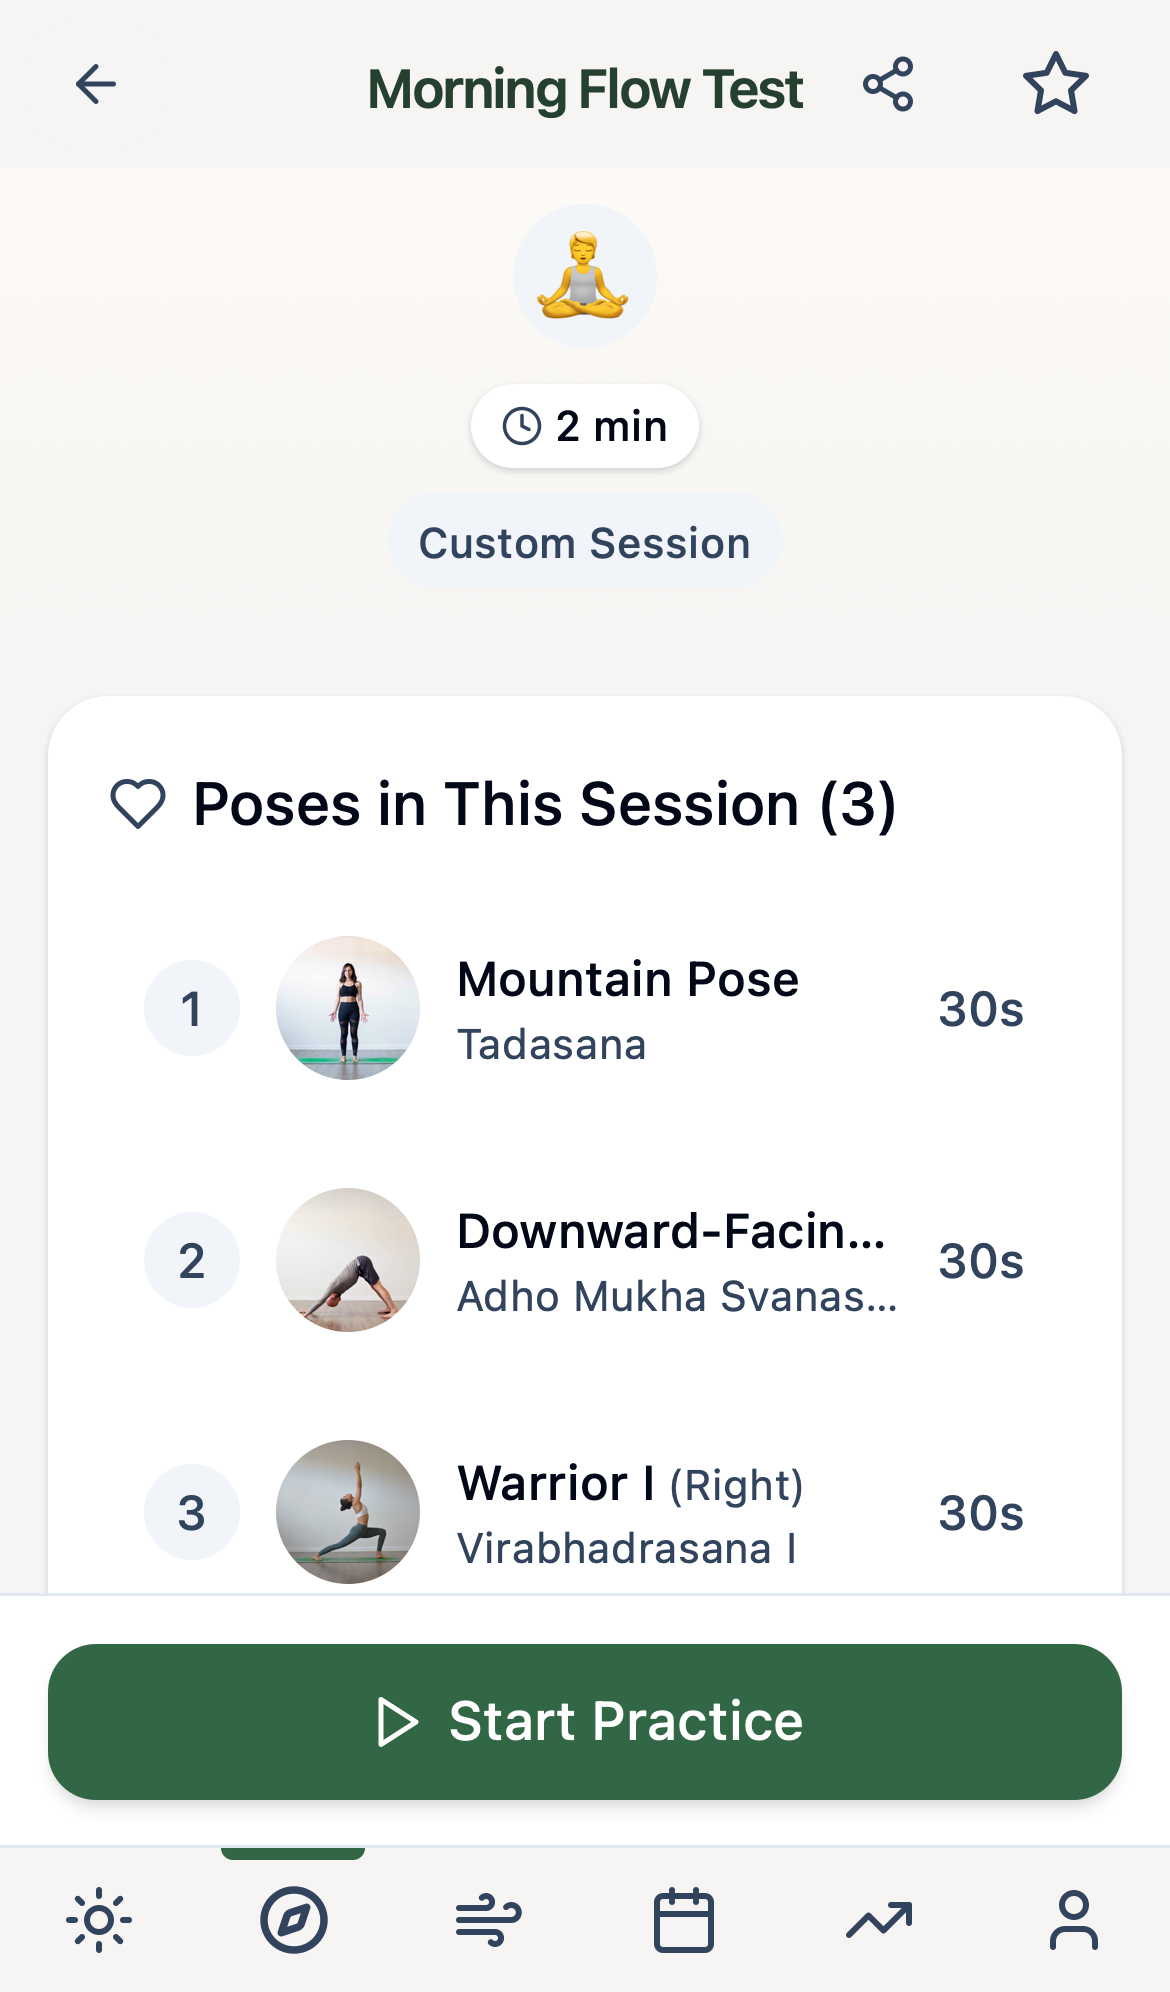 Morning Flow Test
2 min
Custom Session
Poses in This Session (3)
1
Mountain Pose
Tadasana
30s
2
Downward-Facin...
Adho Mukha Svanas...
30s
3
Warrior I (Right)
Virabhadrasana I
30s
Start Practice